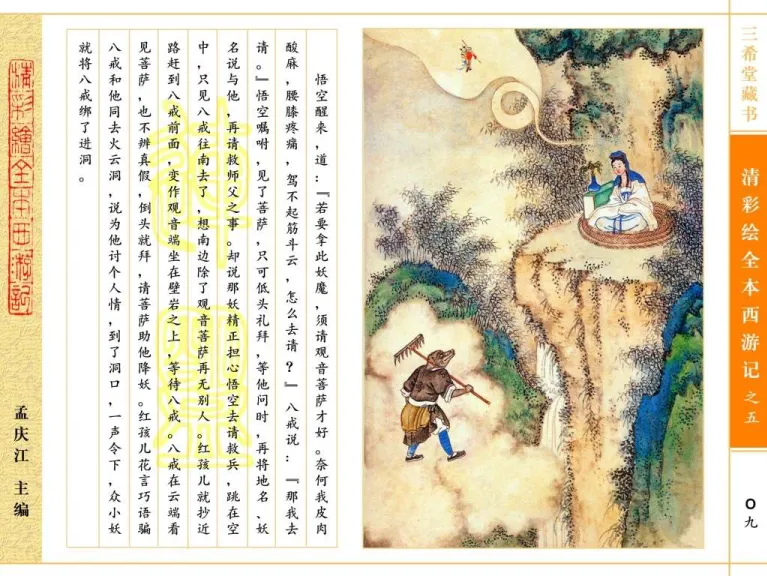 三希堂藏书
清彩绘全本西游记之五
〇九
悟空醒来，道：『若要拿此妖魔，须请观音菩萨才好。奈何我皮肉
酸麻，腰膝疼痛，驾不起筋斗云，怎么去请？』八戒说：『那我去
请。』悟空嘱咐，见了菩萨，只可低头礼拜，等他问时，再将地名、妖
名说与他，再请救师父之事。却说那妖精正担心悟空去请救兵，跳在空
中，只见八戒往南去了，想南边除了观音菩萨再无别人。红孩儿就抄近
路赶到八戒前面，变作观音端坐在壁岩之上，等待八戒。八戒在云端看
见菩萨，也不辨真假，倒头就拜，请菩萨助他降妖。红孩儿花言巧语骗
八戒和他同去火云洞，说为他讨个人情，到了洞口，一声令下，众小妖
就将八戒绑了进洞。
清彩繪全本西游記
孟庆江 主编